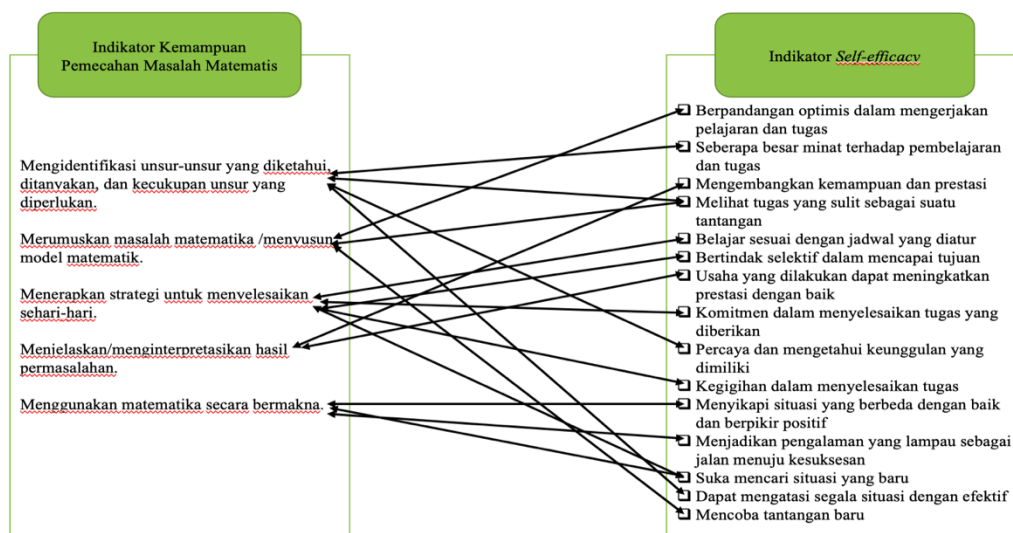 Indikator Kemampuan
Pemecahan Masalah Matematis
Mengidentifikasi unsur-unsur yang diketahui,
ditanyakan, dan kecukupan unsur yang
diperlukan.
Merumuskan masalah matematika /menyusun
model matematik.
Menerapkan strategi untuk menyelesaikan
sehari-hari.
Menjelaskan/menginterpretasikan hasil
permasalahan.
Menggunakan matematika secara bermakna.
Indikator Self-efficacy
Berpandangan optimis dalam mengerjakan
pelajaran dan tugas
Seberapa besar minat terhadap pembelajaran
dan tugas
Mengembangkan kemampuan dan prestasi
Melihat tugas yang sulit sebagai suatu
tantangan
Belajar sesuai dengan jadwal yang diatur
Bertindak selektif dalam mencapai tujuan
Usaha yang dilakukan dapat meningkatkan
prestasi dengan baik
Komitmen dalam menyelesaikan tugas yang
diberikan
Percaya dan mengetahui keunggulan yang
dimiliki
Kegigihan dalam menyelesaikan tugas
Menyikapi situasi yang berbeda dengan baik
dan berpikir positif
Menjadikan pengalaman yang lampau sebagai
jalan menuju kesuksesan
Suka mencari situasi yang baru
Dapat mengatasi segala situasi dengan efektif
Mencoba tantangan baru